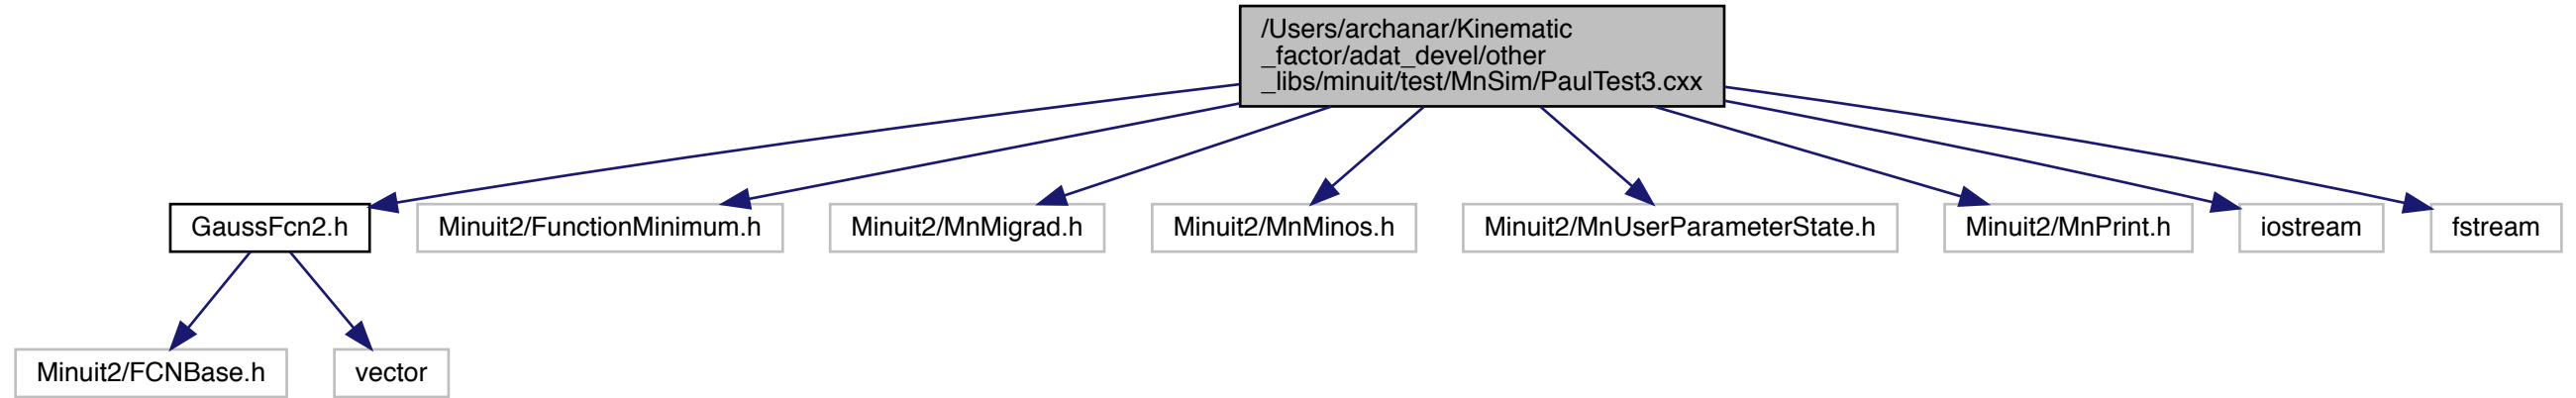 /Users/archanar/Kinematic
_factor/adat_devel/other
_libs/minuit/test/MnSim/PaulTest3.cxx
GaussFcn2.h
Minuit2/FunctionMinimum.h
Minuit2/MnMigrad.h
Minuit2/MnMinos.h
Minuit2/MnUserParameterState.h
Minuit2/MnPrint.h
iostream
fstream
Minuit2/FCNBase.h
vector